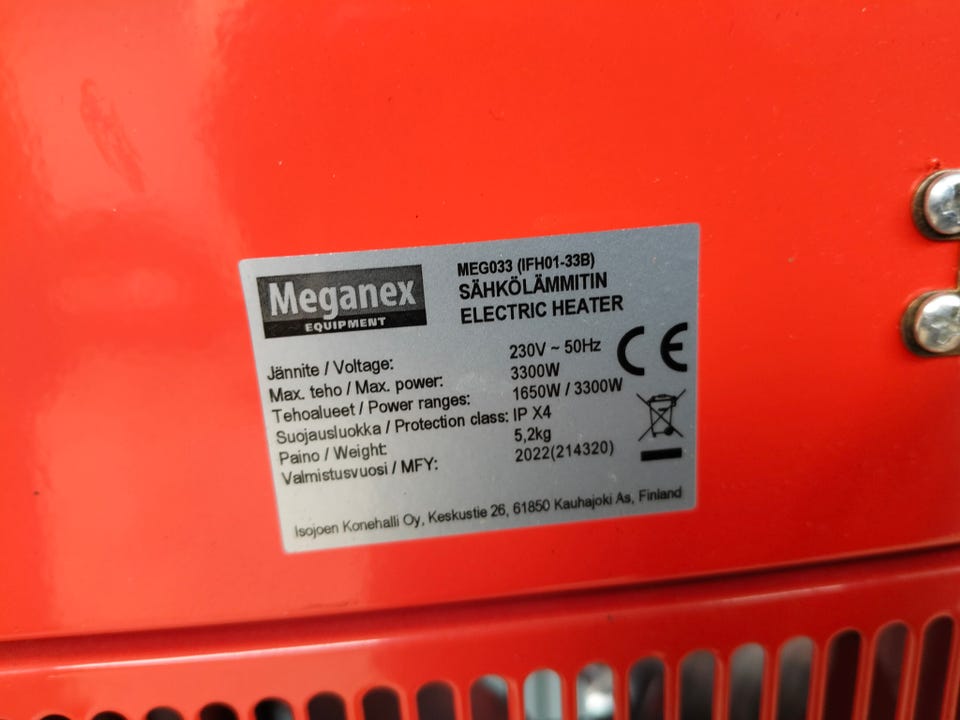 Meganex
EQUIPMENT
MEG033 (IFH01-33B)
SÄHKÖLÄMMITIN
ELECTRIC HEATER
Jännite / Voltage: 230V ~ 50Hz
Max. teho / Max. power: 3300W
Tehoalueet / Power ranges: 1650W / 3300W
Suojausluokka / Protection class: IP X4
Paino / Weight: 5,2kg
Valmistusvuosi / MFY: 2022(214320)
CE
Isojoen Konehalli Oy, Keskustie 26, 61850 Kauhajoki As, Finland